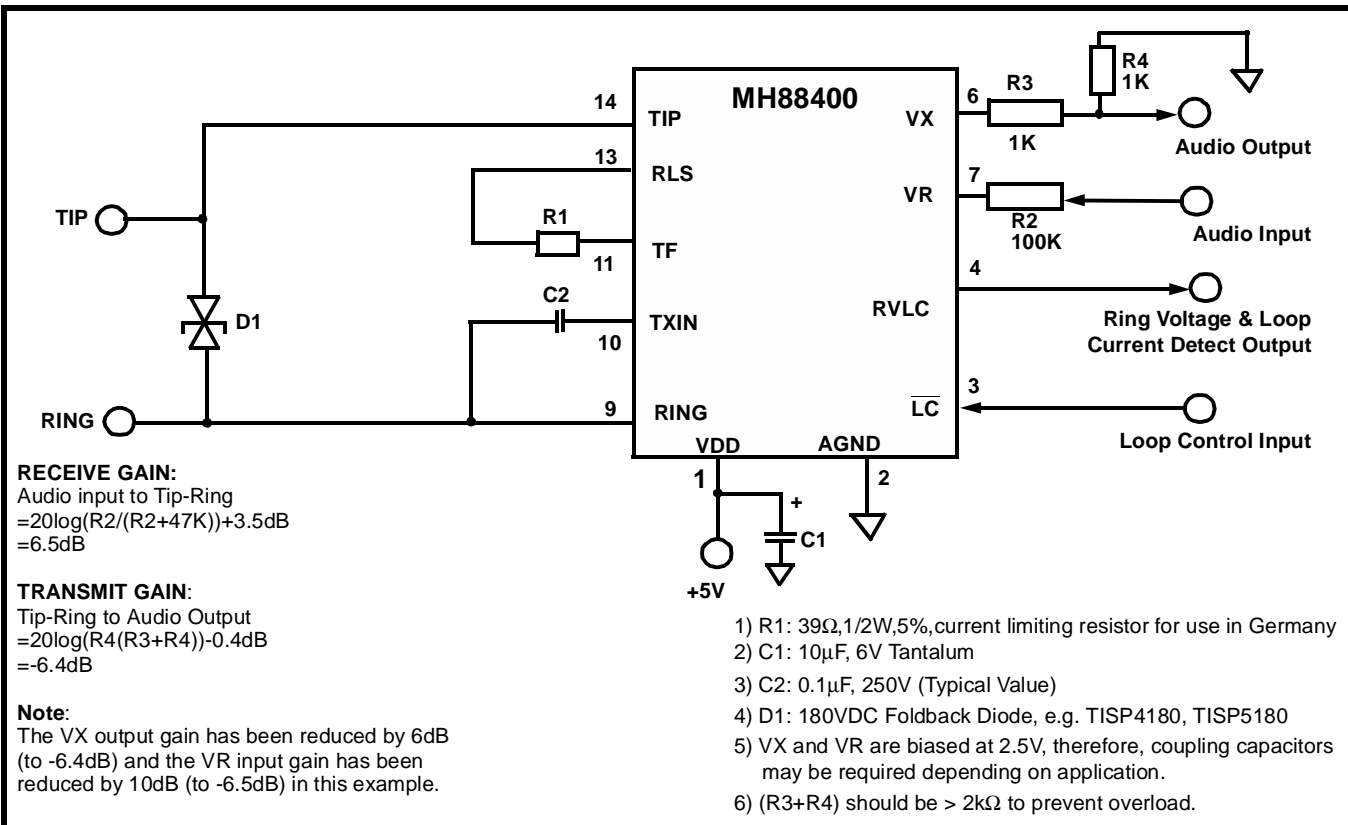 MH88400
14
TIP
13
RLS
R1
TF
11
C2
TXIN
10
9
RING
VDD
AGND
1
2
+
C1
+5V
6
VX
R3
1K
R4
1K
Audio Output
7
VR
R2
100K
Audio Input
4
RVLC
Ring Voltage & Loop
Current Detect Output
3
LC
Loop Control Input
TIP
D1
RING
RECEIVE GAIN:
Audio input to Tip-Ring
=20log(R2/(R2+47K))+3.5dB
=6.5dB
TRANSMIT GAIN:
Tip-Ring to Audio Output
=20log(R4(R3+R4))-0.4dB
=-6.4dB
Note:
The VX output gain has been reduced by 6dB
(to -6.4dB) and the VR input gain has been
reduced by 10dB (to -6.5dB) in this example.
1) R1: 39Ω,1/2W,5%,current limiting resistor for use in Germany
2) C1: 10µF, 6V Tantalum
3) C2: 0.1µF, 250V (Typical Value)
4) D1: 180VDC Foldback Diode, e.g. TISP4180, TISP5180
5) VX and VR are biased at 2.5V, therefore, coupling capacitors
may be required depending on application.
6) (R3+R4) should be > 2kΩ to prevent overload.